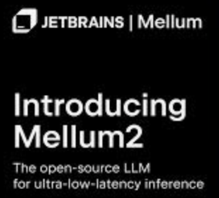 JETBRAINS | Mellum
Introducing
Mellum2
The open-source LLM
for ultra-low-latency inference